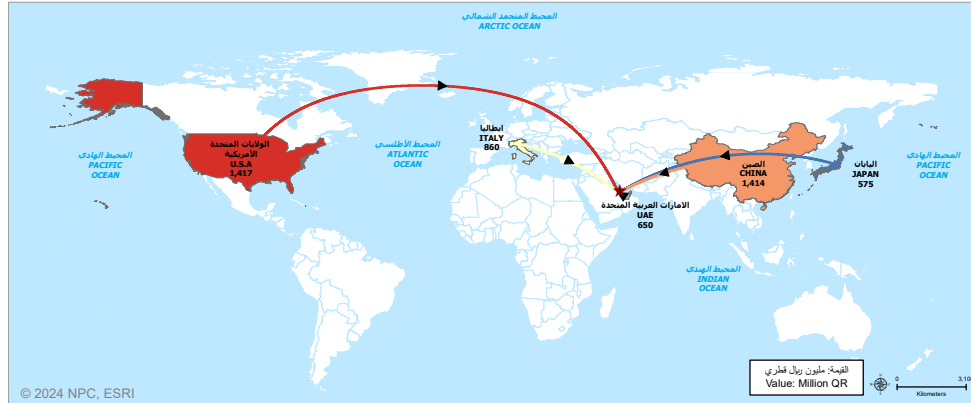 المحيط المتجمد الشمالي
ARCTIC OCEAN
المحيط الهادي
PACIFIC
OCEAN
الولايات المتحدة
الأمريكية
U.S.A
1,417
المحيط الأطلسي
ATLANTIC
OCEAN
ايطاليا
ITALY
860
الصين
CHINA
1,414
اليابان
JAPAN
575
المحيط الهادي
PACIFIC
OCEAN
الامارات العربية المتحدة
UAE
650
المحيط الهندي
INDIAN
OCEAN
القيمة: مليون ريال قطري
Value: Million QR
0 3,100
Kilometers
© 2024 NPC, ESRI